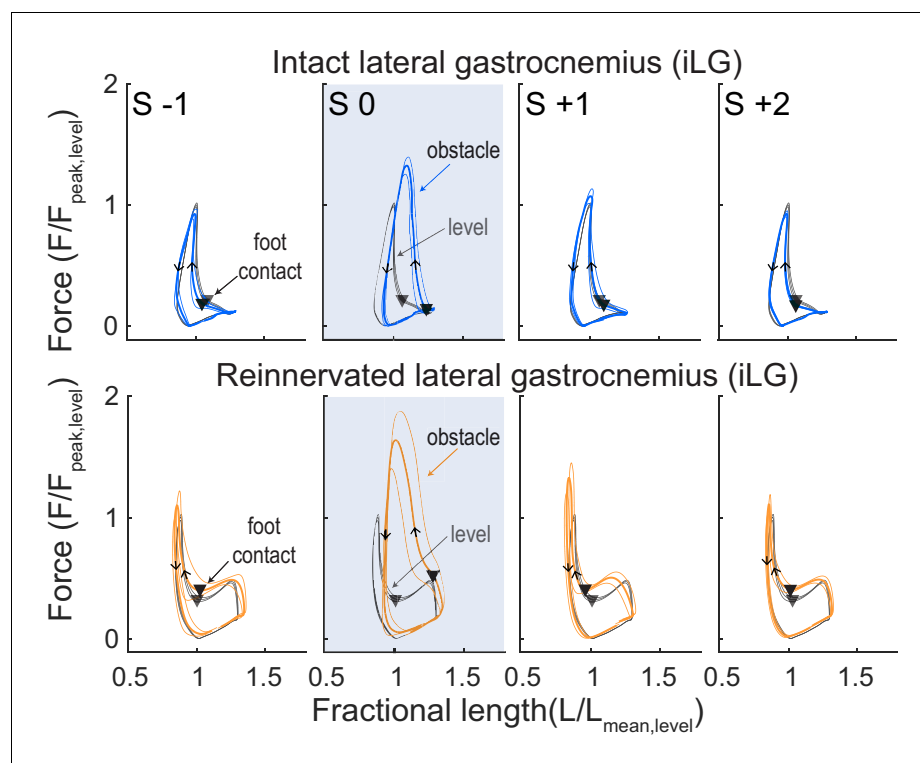 Intact lateral gastrocnemius (iLG)
S -1
S 0
S +1
S +2
2
1
0
Force (F/F_peak,level)
foot
contact
obstacle
level
Reinnervated lateral gastrocnemius (iLG)
2
1
0
Force (F/F_peak,level)
foot
contact
obstacle
level
0.5 1 1.5 0.5 1 1.5 0.5 1 1.5 0.5 1 1.5
Fractional length(L/L_mean,level)